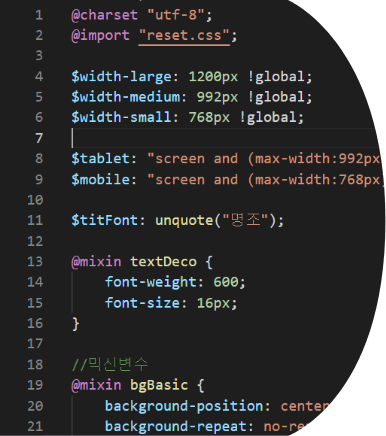 1 @charset "utf-8";
2 @import "reset.css";
3
4 $width-large: 1200px !global;
5 $width-medium: 992px !global;
6 $width-small: 768px !global;
7
8 $tablet: "screen and (max-width:992px
9 $mobile: "screen and (max-width:768px
10
11 $titFont: unquote("명조");
12
13 @mixin textDeco {
14 font-weight: 600;
15 font-size: 16px;
16 }
17
18 //믹신변수
19 @mixin bgBasic {
20 background-position: center
21 background-repeat: no-re